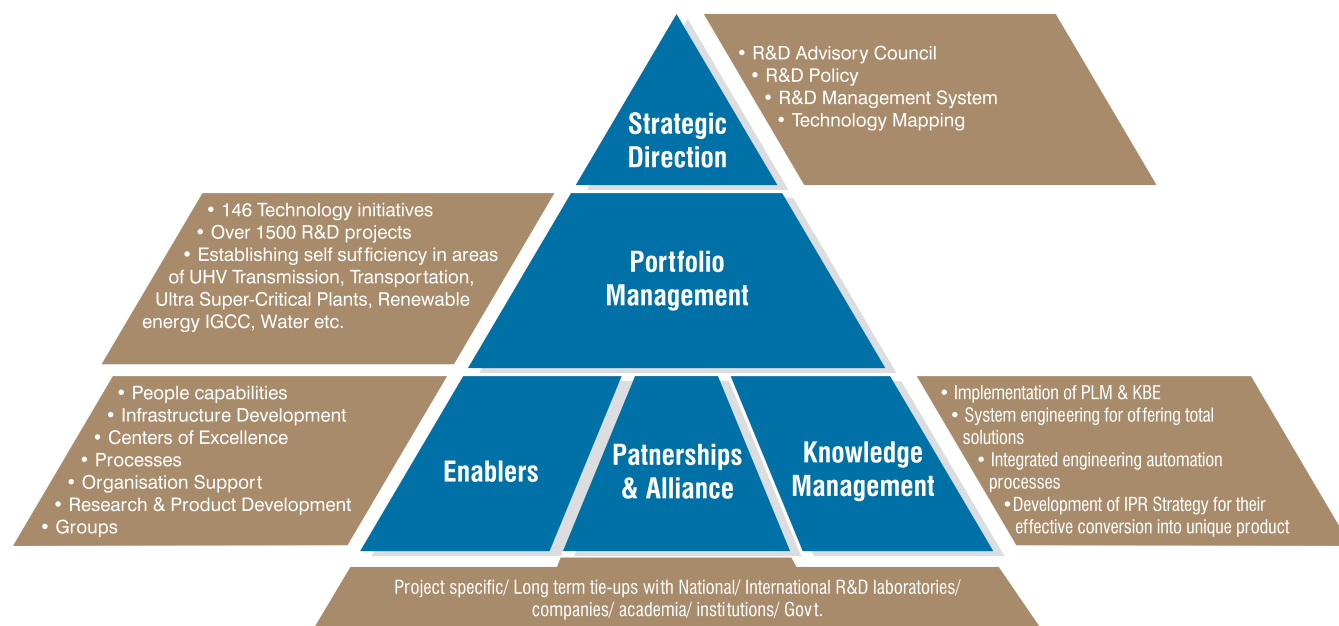 Strategic
Direction
• R&D Advisory Council
• R&D Policy
• R&D Management System
• Technology Mapping
• 146 Technology initiatives
• Over 1500 R&D projects
• Establishing self sufficiency in areas
of UHV Transmission, Transportation,
Ultra Super-Critical Plants, Renewable
energy IGCC, Water etc.
Portfolio
Management
• People capabilities
• Infrastructure Development
• Centers of Excellence
• Processes
• Organisation Support
• Research & Product Development
• Groups
Enablers
Patnerships
& Alliance
Knowledge
Management
• Implementation of PLM & KBE
• System engineering for offering total
solutions
• Integrated engineering automation
processes
• Development of IPR Strategy for their
effective conversion into unique product
Project specific/ Long term tie-ups with National/ International R&D laboratories/
companies/ academia/ institutions/ Govt.